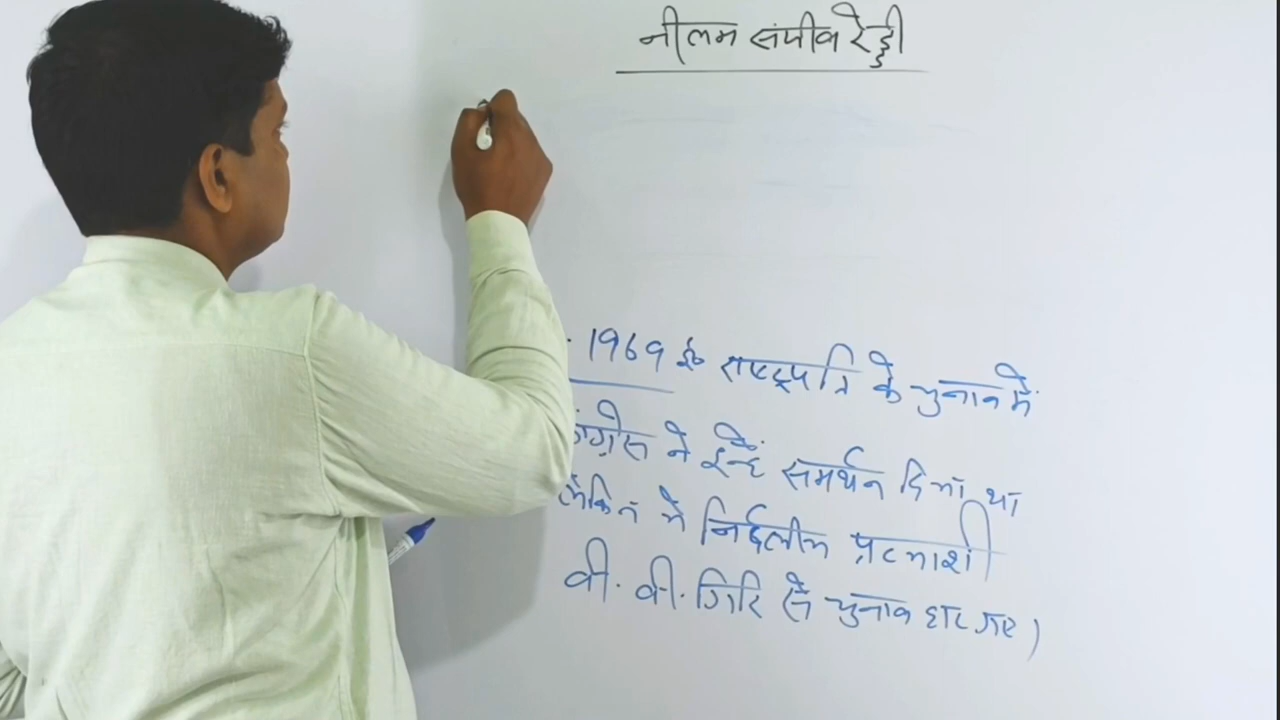 नीलम संजीव रेड्डी
1969 ई० राष्ट्रपति के चुनाव में
ने इन्हें समर्थन दिया था
लेकिन ये निर्दलीय प्रत्याशी
वी. वी. गिरि से चुनाव हार गए।